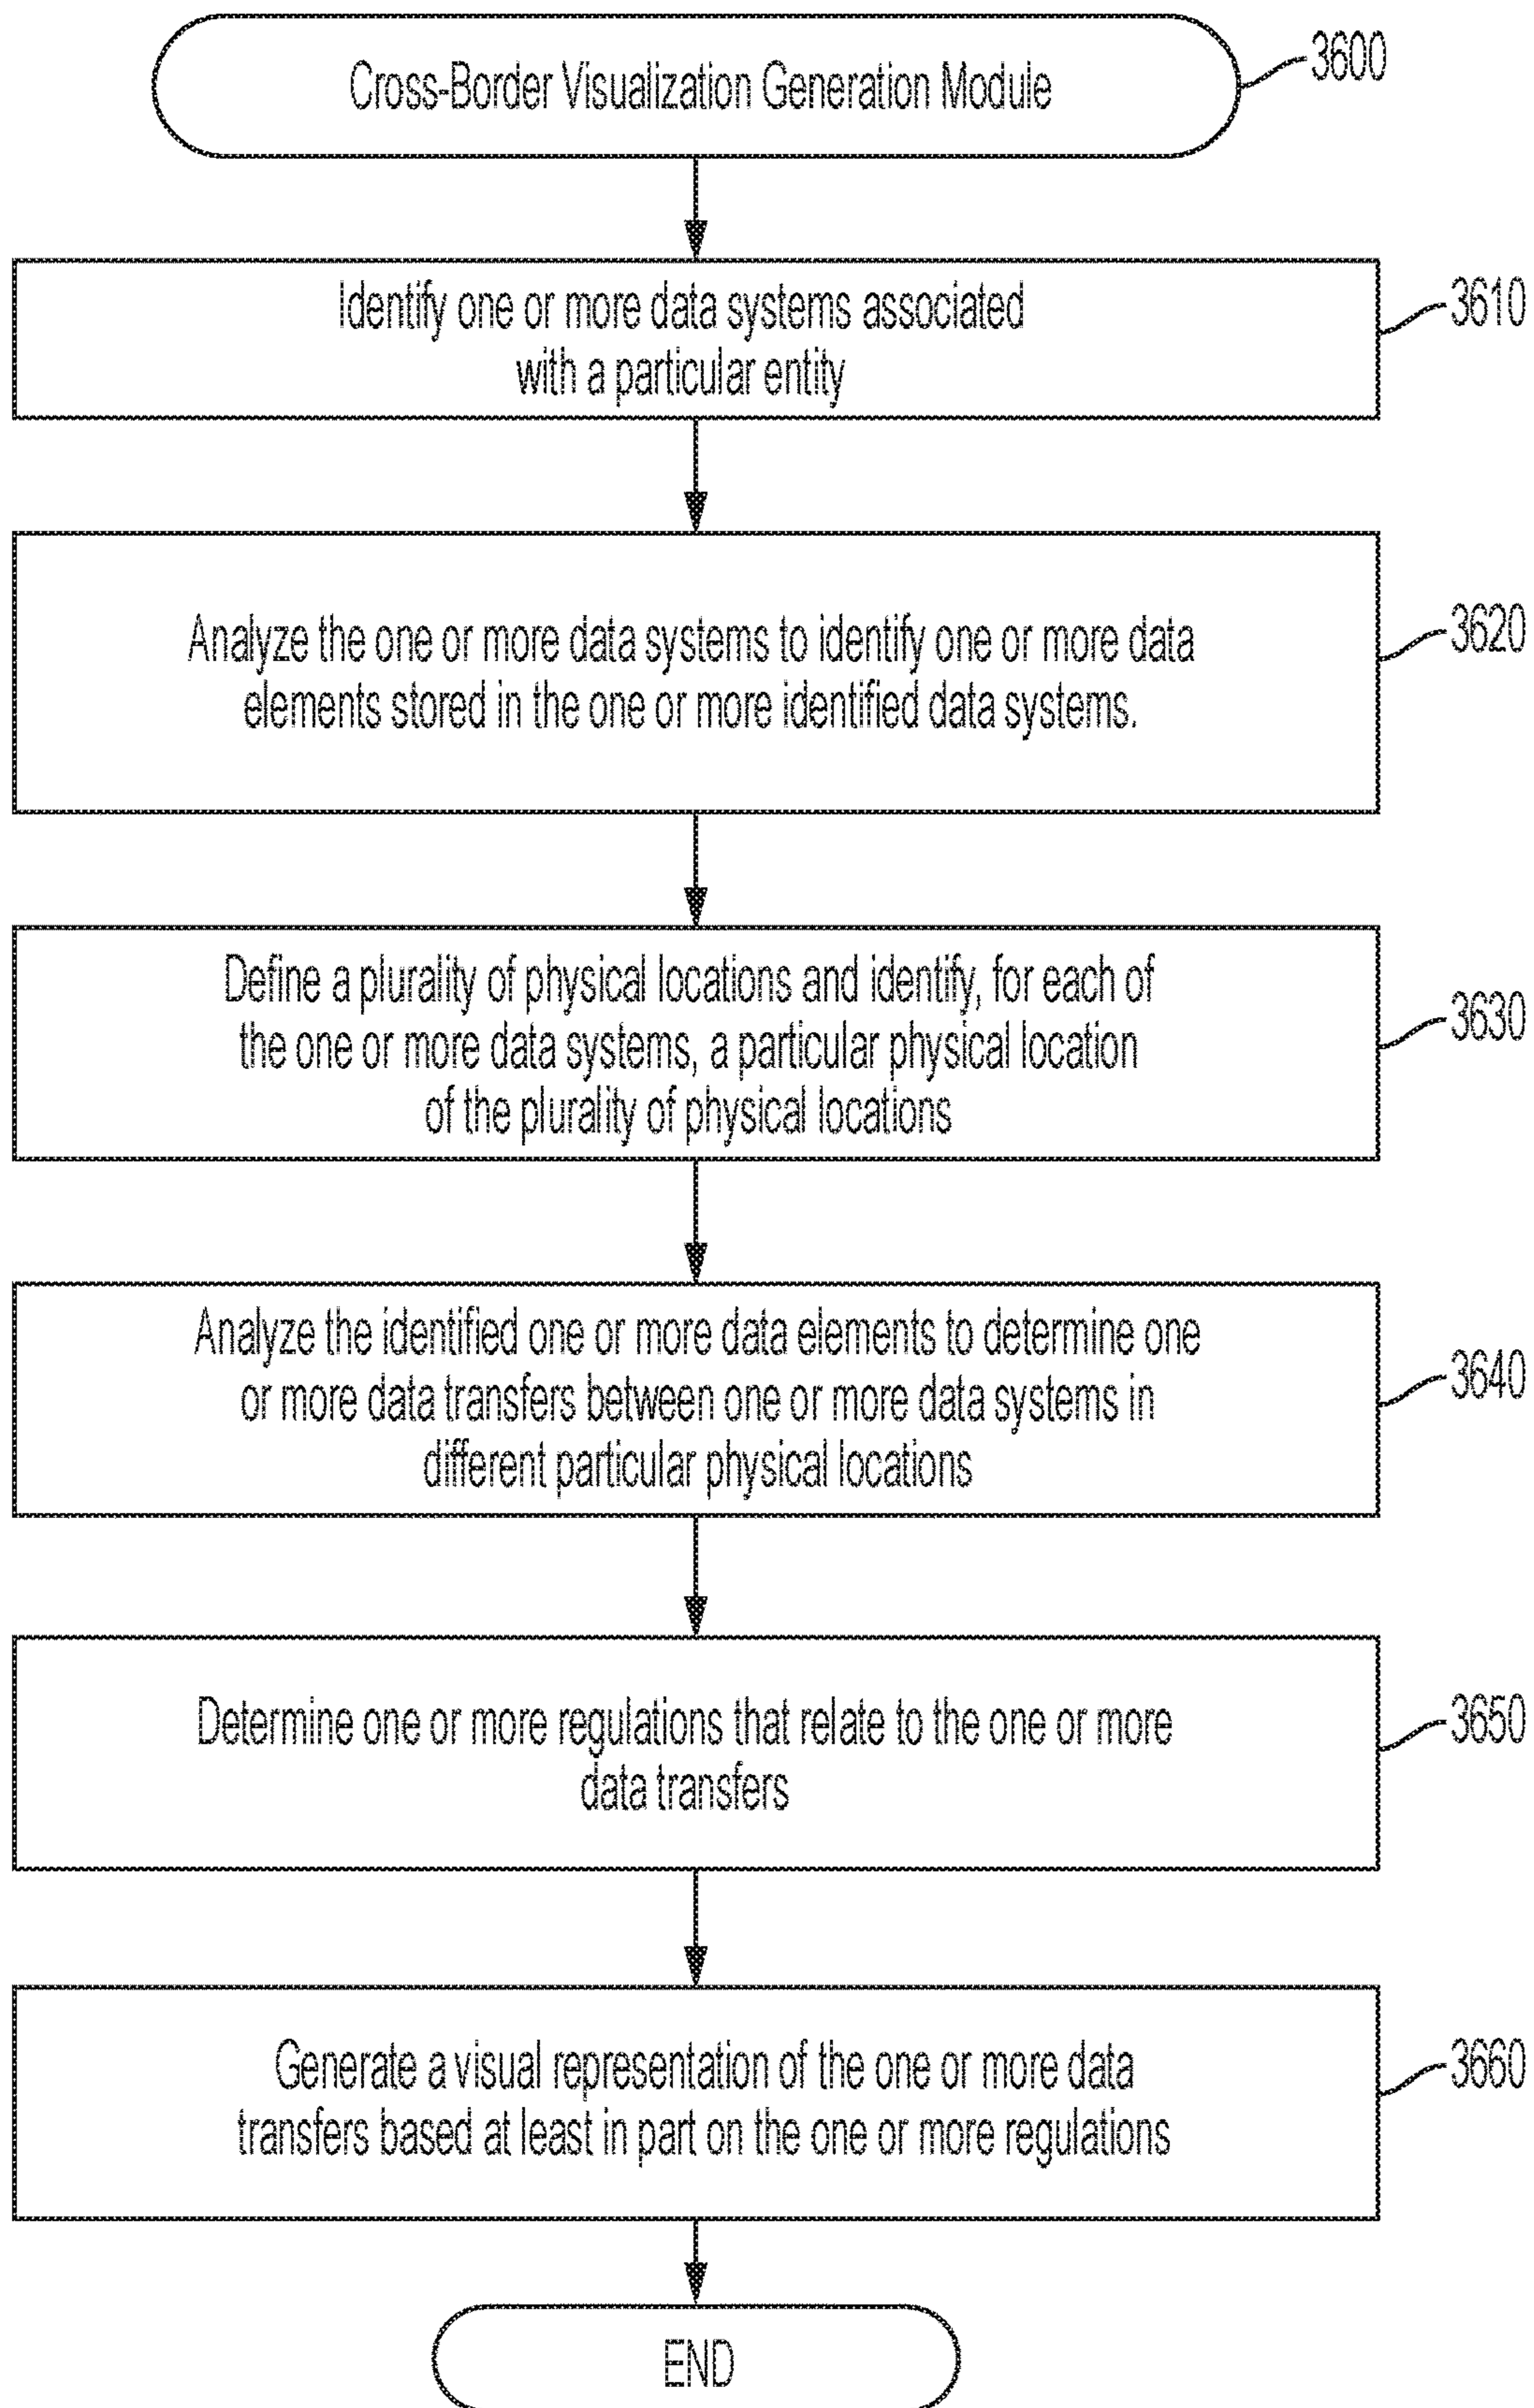 Cross-Border Visualization Generation Module
3600
Identify one or more data systems associated
with a particular entity
3610
Analyze the one or more data systems to identify one or more data
elements stored in the one or more identified data systems.
3620
Define a plurality of physical locations and identify, for each of
the one or more data systems, a particular physical location
of the plurality of physical locations
3630
Analyze the identified one or more data elements to determine one
or more data transfers between one or more data systems in
different particular physical locations
3640
Determine one or more regulations that relate to the one or more
data transfers
3650
Generate a visual representation of the one or more data
transfers based at least in part on the one or more regulations
3660
END